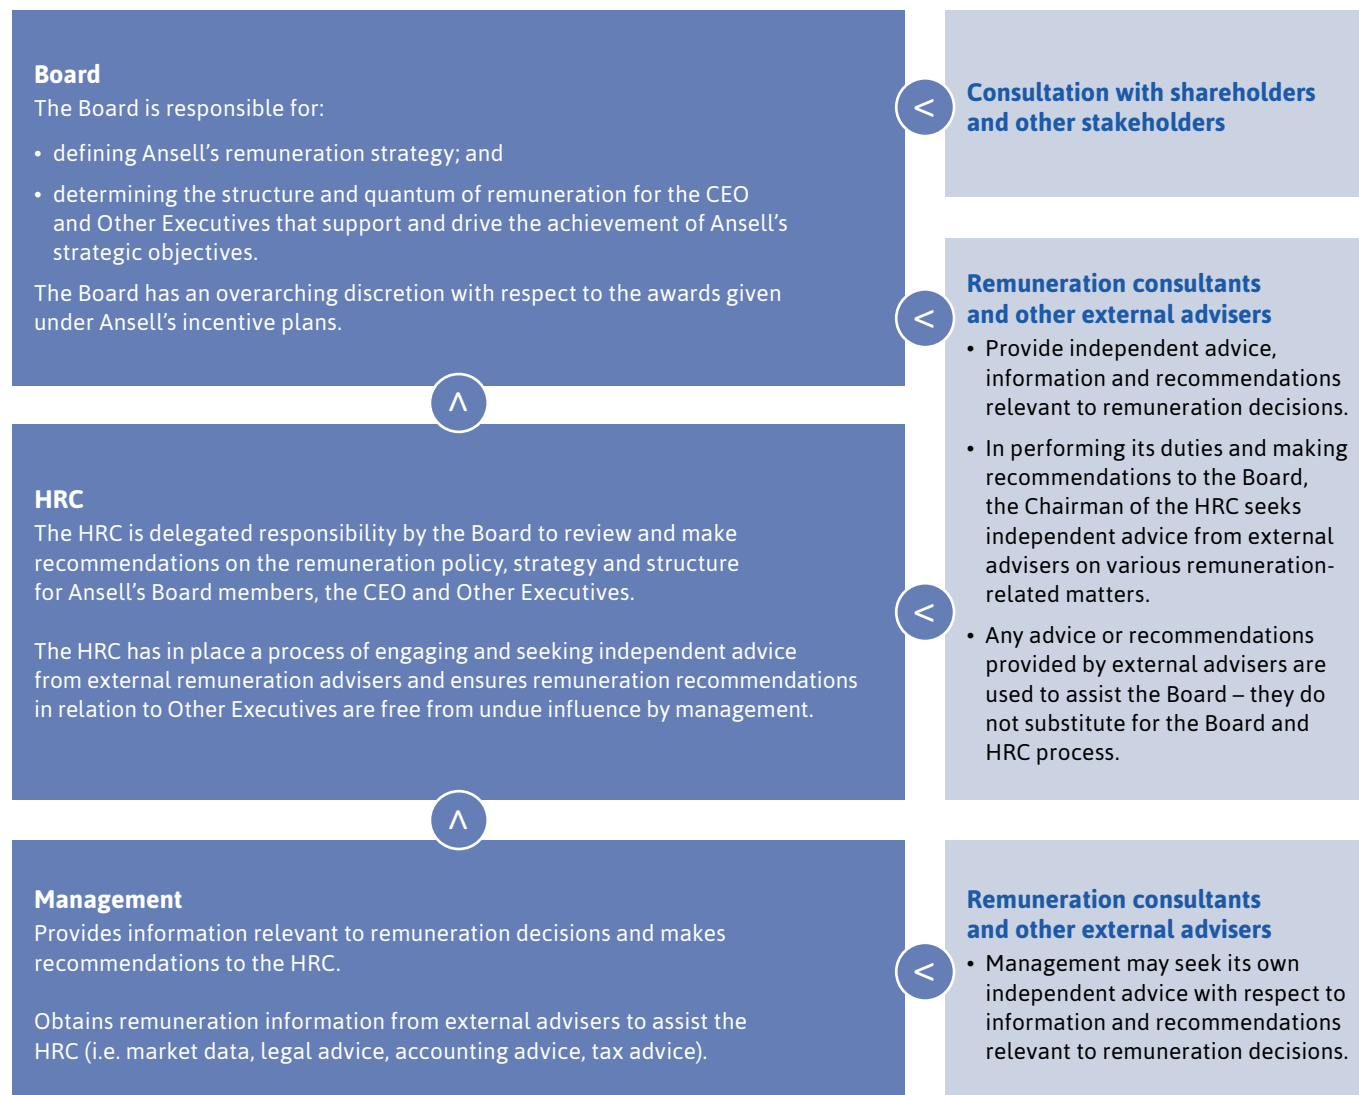 Board
The Board is responsible for:
• defining Ansell’s remuneration strategy; and
• determining the structure and quantum of remuneration for the CEO
and Other Executives that support and drive the achievement of Ansell’s
strategic objectives.
The Board has an overarching discretion with respect to the awards given
under Ansell’s incentive plans.
<
Consultation with shareholders
and other stakeholders
<
Remuneration consultants
and other external advisers
• Provide independent advice,
information and recommendations
relevant to remuneration decisions.
• In performing its duties and making
recommendations to the Board,
the Chairman of the HRC seeks
independent advice from external
advisers on various remuneration-
related matters.
• Any advice or recommendations
provided by external advisers are
used to assist the Board – they do
not substitute for the Board and
HRC process.
<
HRC
The HRC is delegated responsibility by the Board to review and make
recommendations on the remuneration policy, strategy and structure
for Ansell’s Board members, the CEO and Other Executives.
The HRC has in place a process of engaging and seeking independent advice
from external remuneration advisers and ensures remuneration recommendations
in relation to Other Executives are free from undue influence by management.
<
<
Management
Provides information relevant to remuneration decisions and makes
recommendations to the HRC.
Obtains remuneration information from external advisers to assist the
HRC (i.e. market data, legal advice, accounting advice, tax advice).
<
Remuneration consultants
and other external advisers
• Management may seek its own
independent advice with respect to
information and recommendations
relevant to remuneration decisions.